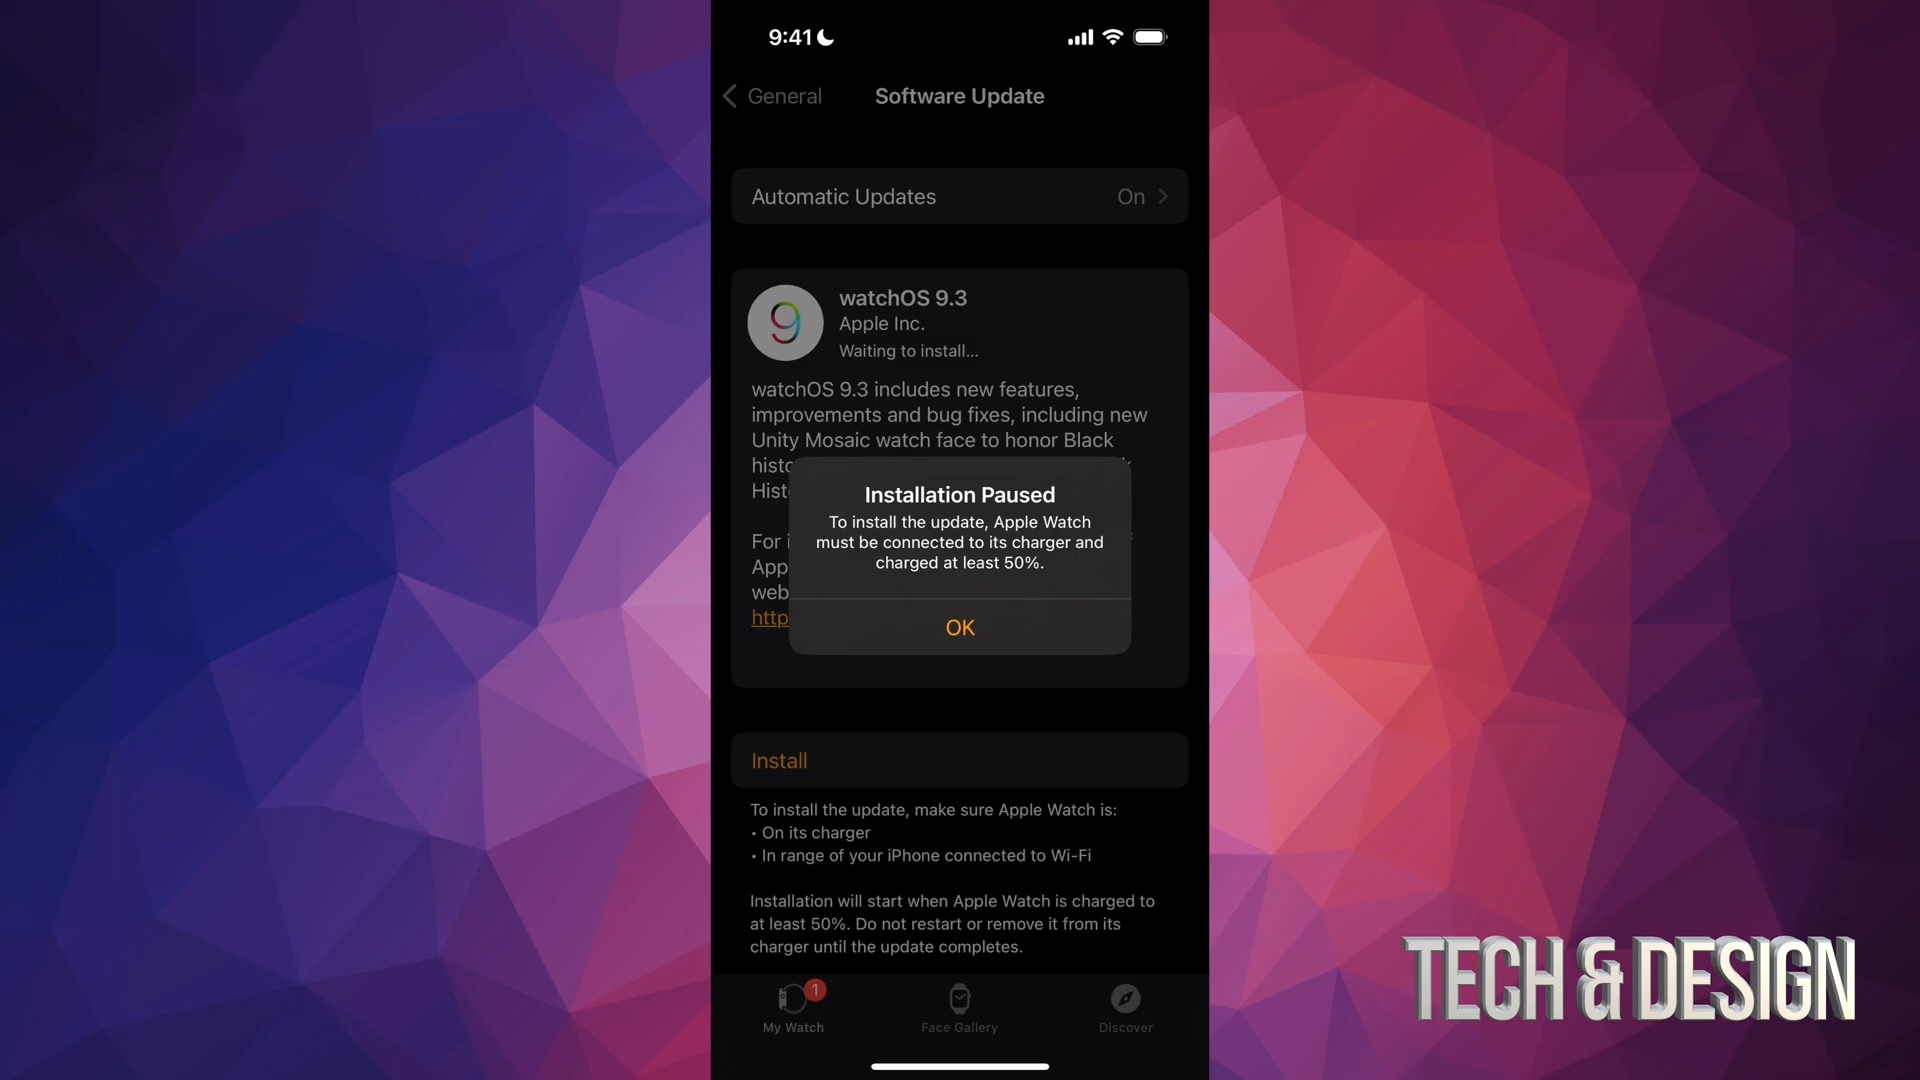 9:41
General
Software Update
Automatic Updates On
9
watchOS 9.3
Apple Inc.
Waiting to install...
watchOS 9.3 includes new features,
improvements and bug fixes, including new
Unity Mosaic watch face to honor Black
Installation Paused
To install the update, Apple Watch
must be connected to its charger and
charged at least 50%.
For
http
OK
Install
To install the update, make sure Apple Watch is:
• On its charger
• In range of your iPhone connected to Wi-Fi
Installation will start when Apple Watch is charged to
at least 50%. Do not restart or remove it from its
charger until the update completes.
1
My Watch
Face Gallery
Discover
TECH & DESIGN